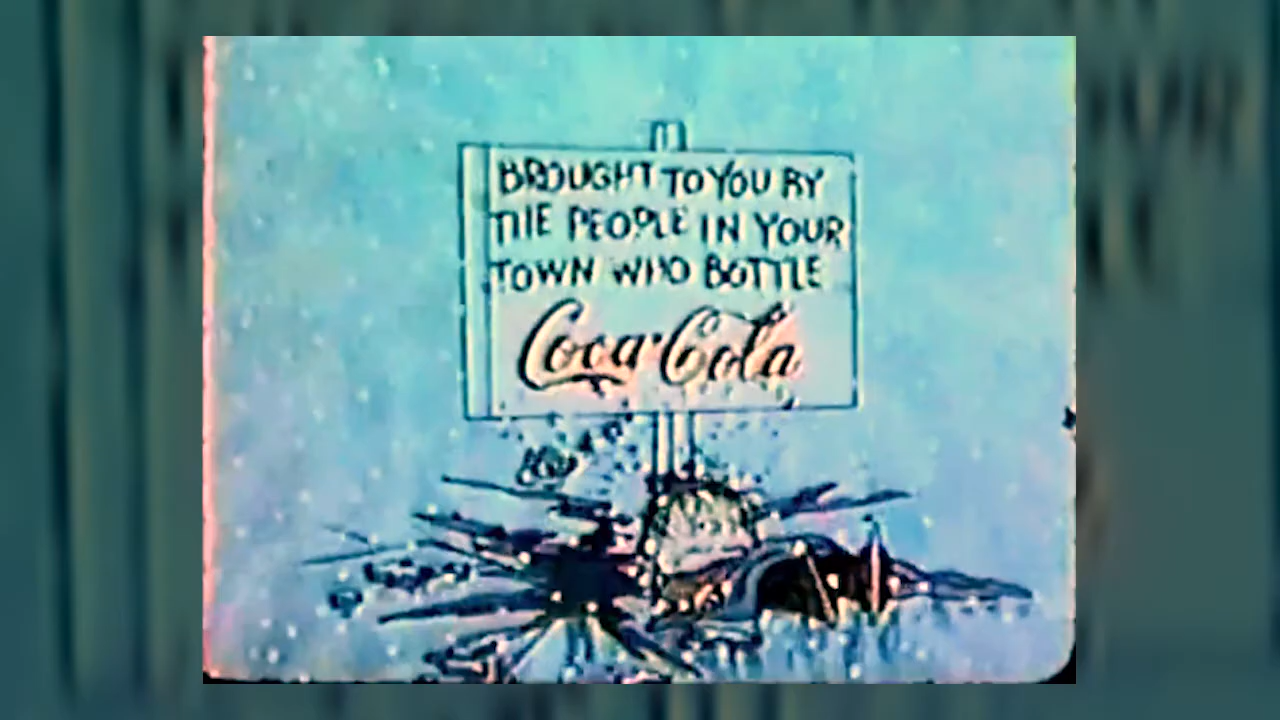 BROUGHT TO YOU BY
THE PEOPLE IN YOUR
TOWN WHO BOTTLE
Coca-Cola